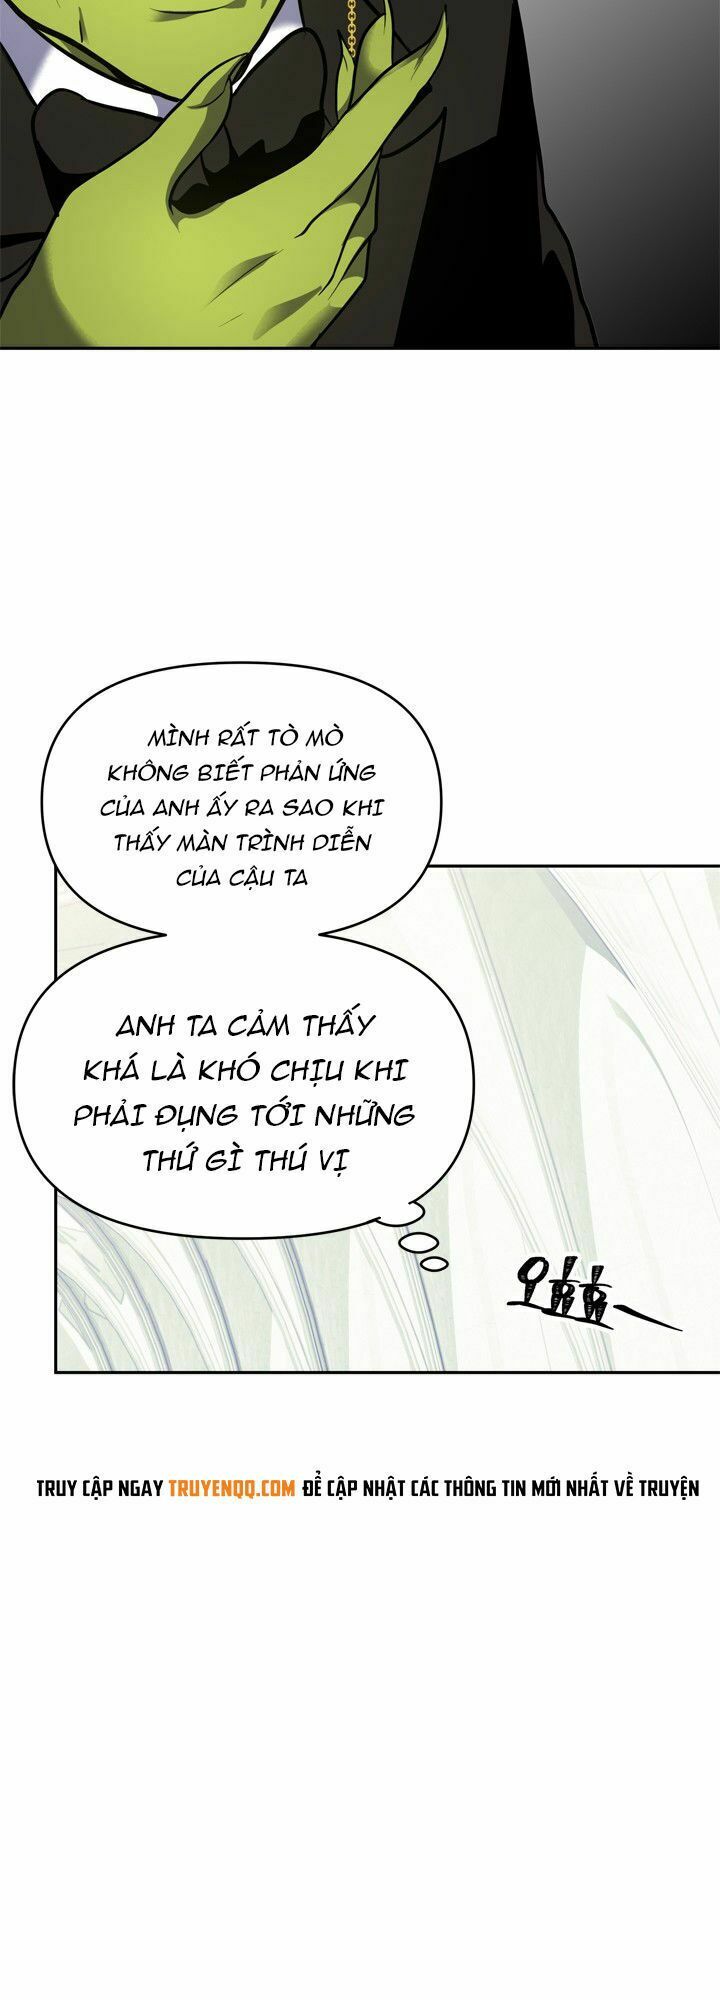 MÌNH RẤT TÒ MÒ
KHÔNG BIẾT PHẢN ỨNG
CỦA ANH ẤY RA SAO KHI
THẤY MÀN TRÌNH DIỄN
CỦA CẬU TA
ANH TA CẢM THẤY
KHÁ LÀ KHÓ CHỊU KHI
PHẢI ĐỤNG TỚI NHỮNG
THỨ GÌ THÚ VỊ
TRUY CẬP NGAY TRUYENQQ.COM ĐỂ CẬP NHẬT CÁC THÔNG TIN MỚI NHẤT VỀ TRUYỆN